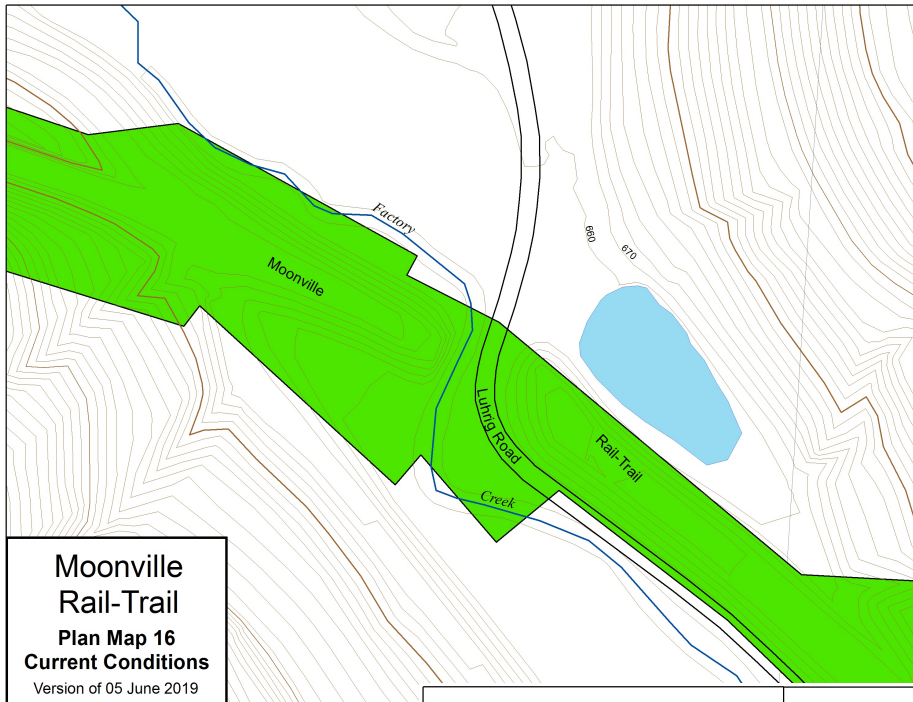 Factory
660
670
Moonville
Luhrig Road
Rail-Trail
Creek
Moonville
Rail-Trail
Plan Map 16
Current Conditions
Version of 05 June 2019